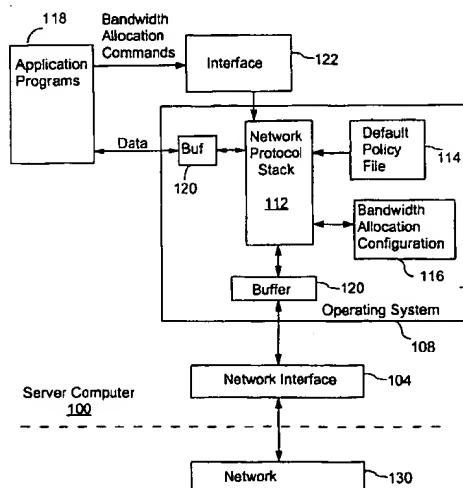 118
Bandwidth
Allocation
Commands
Application
Programs
Interface
122
Data
Buf
120
Network
Protocol
Stack
112
Default
Policy
File
114
Bandwidth
Allocation
Configuration
116
Buffer
120
Operating System
108
Network Interface
104
Server Computer
100
Network
130